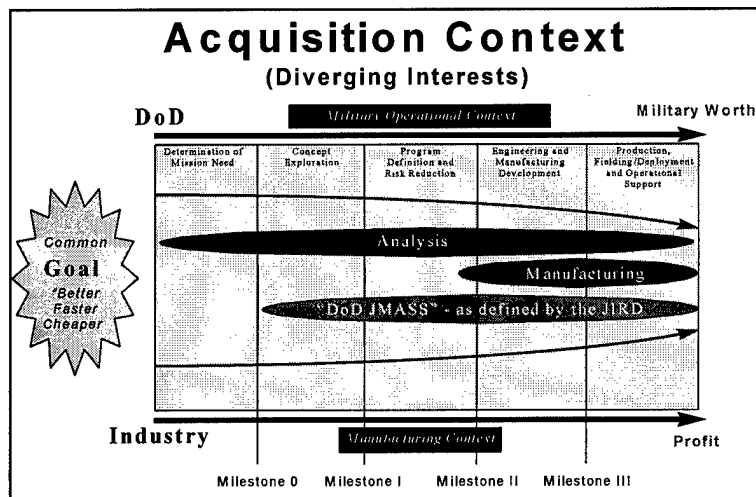 Acquisition Context
(Diverging Interests)
DoD
Military Operational Context
Military Worth
Determination of
Mission Need
Concept
Exploration
Program
Definition and
Risk Reduction
Engineering and
Manufacturing
Development
Production,
Fielding/Deployment
and Operational
Support
Common
Goal
"Better
Faster
Cheaper
Analysis
Manufacturing
"DoD JMASS" - as defined by the JIRD
Industry
Manufacturing Context
Profit
Milestone 0
Milestone I
Milestone II
Milestone III